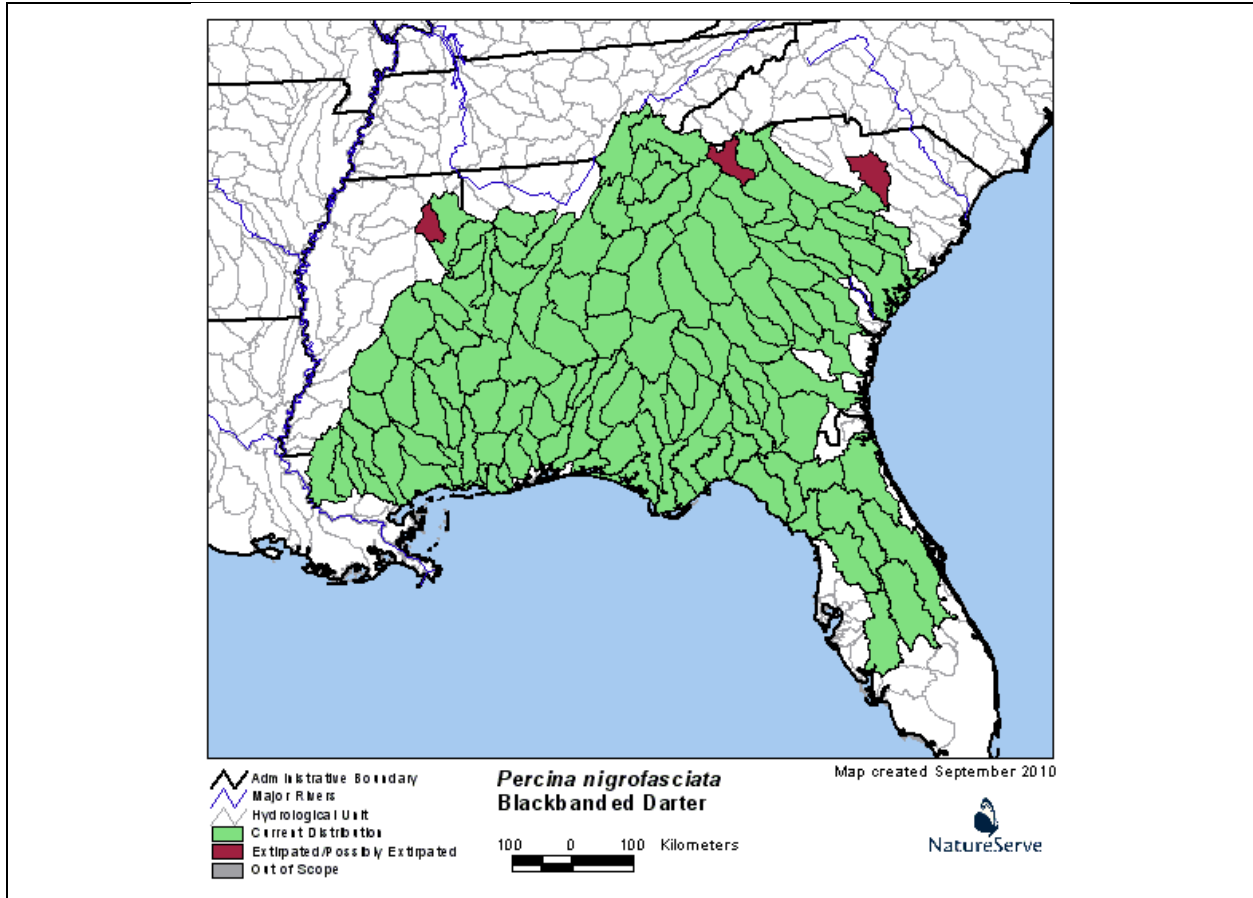 Administrative Boundary
Major Rivers
Hydrological Unit
Current Distribution
Extirpated/Possibly Extirpated
Out of Scope
Percina nigrofasciata
Blackbanded Darter
100 0 100 Kilometers
Map created September 2010
NatureServe